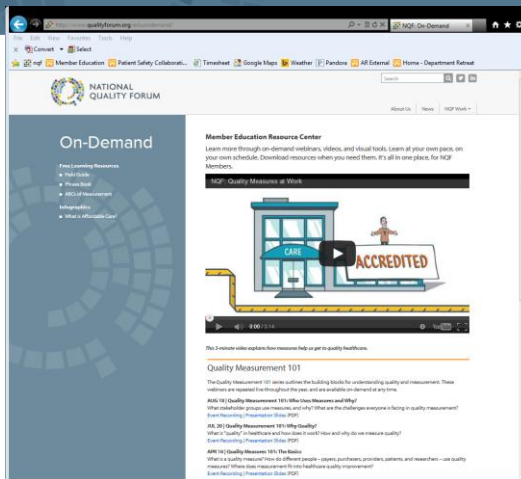 http://www.qualityforum.org/ondemand/
NQF: On-Demand
File Edit View Favorites Tools Help
Convert Select
nqf Member Education Patient Safety Collaborati... Timesheet Google Maps Weather Pandora AR External Home - Department Retreat
NATIONAL
QUALITY FORUM
Search
About Us News NQF Work
On-Demand
Free Learning Resources
Field Guide
Phrase Book
ABCs of Measurement
Infographics
What is Affordable Care?
Member Education Resource Center
Learn more through on-demand webinars, videos, and visual tools. Learn at your own pace, on
your own schedule. Download resources when you need them. It's all in one place, for NQF
Members.
NQF: Quality Measures at Work
CARE
ACCREDITED
0:00 / 3:14
YouTube
This 3-minute video explains how measures help us get to quality healthcare.
Quality Measurement 101
The Quality Measurement 101 series outlines the building blocks for understanding quality and measurement. These
webinars are repeated live throughout the year, and are available on demand at any time.
AUG 18 | Quality Measurement 101: Who Uses Measures and Why?
What stakeholder groups use measures, and why? What are the challenges everyone is facing in quality measurement?
Event Recording | Presentation Slides (PDF)
JUL 20 | Quality Measurement 101: Why Quality?
What is "quality" in healthcare and how does it work? How and why do we measure quality?
Event Recording | Presentation Slides (PDF)
APR 16 | Quality Measures 101: The Basics
What is a quality measure? How do different people – payers, purchasers, providers, patients, and researchers – use quality
measures? Where does measurement fit into healthcare quality improvement?
Event Recording | Presentation Slides (PDF)